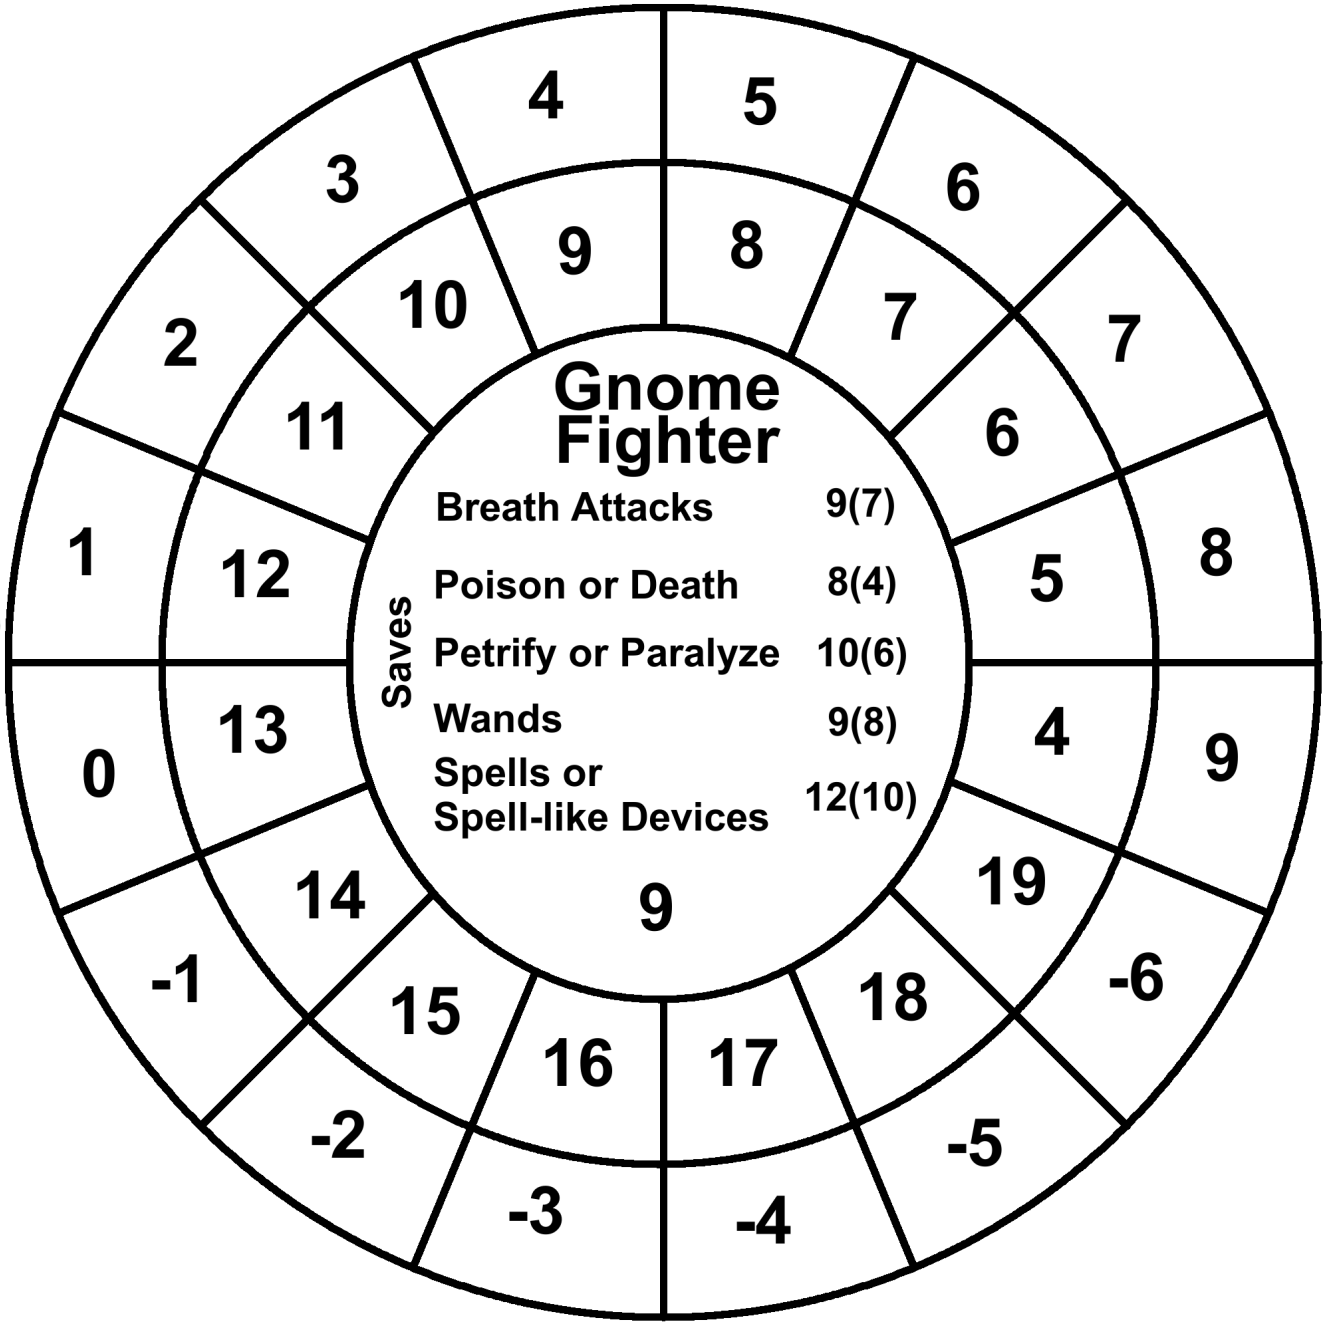 4 5
3 6
9 8
2 10 7 7
11 6
Gnome
Fighter
Breath Attacks 9(7)
1 12 5 8
Poison or Death 8(4)
Saves
Petrify or Paralyze 10(6)
Wands 9(8)
0 13 4 9
Spells or
Spell-like Devices 12(10)
14 19
9
-1 -6
15 18
16 17
-2 -5
-3 -4